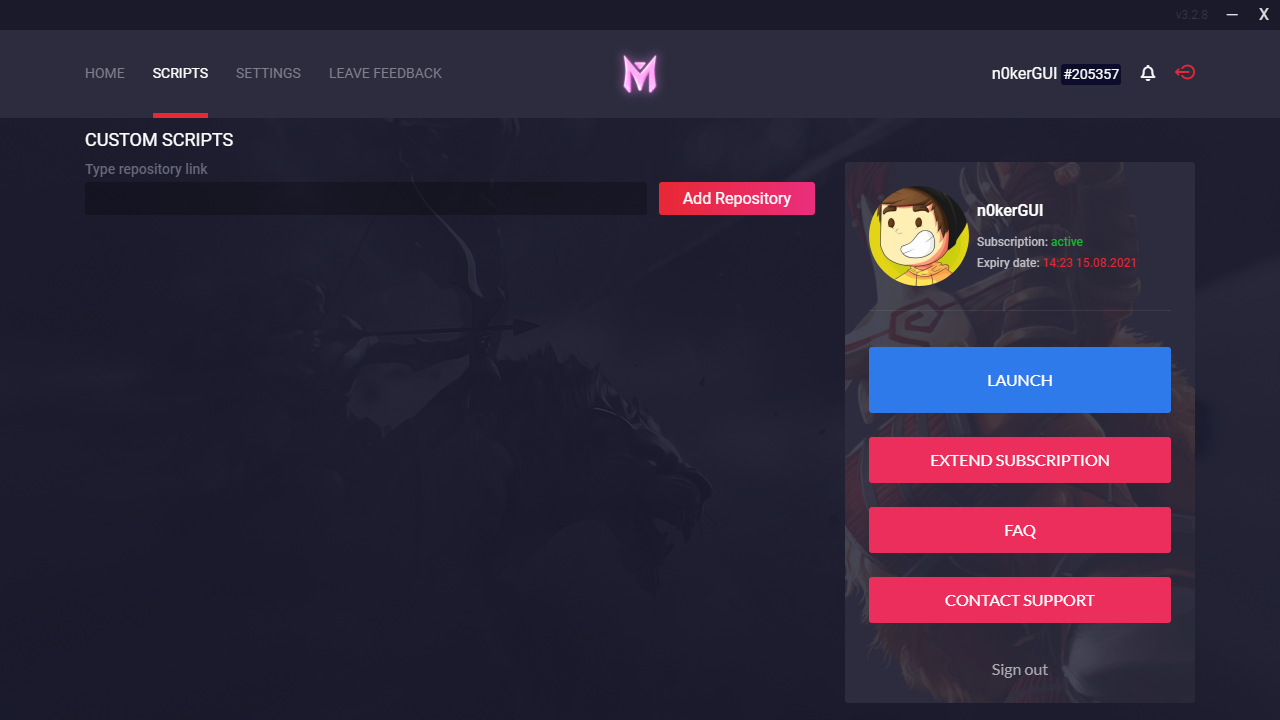 v3.2.8 — X
HOME SCRIPTS SETTINGS LEAVE FEEDBACK
n0kerGUI #205357
CUSTOM SCRIPTS
Type repository link
Add Repository
n0kerGUI
Subscription: active
Expiry date: 14:23 15.08.2021
LAUNCH
EXTEND SUBSCRIPTION
FAQ
CONTACT SUPPORT
Sign out